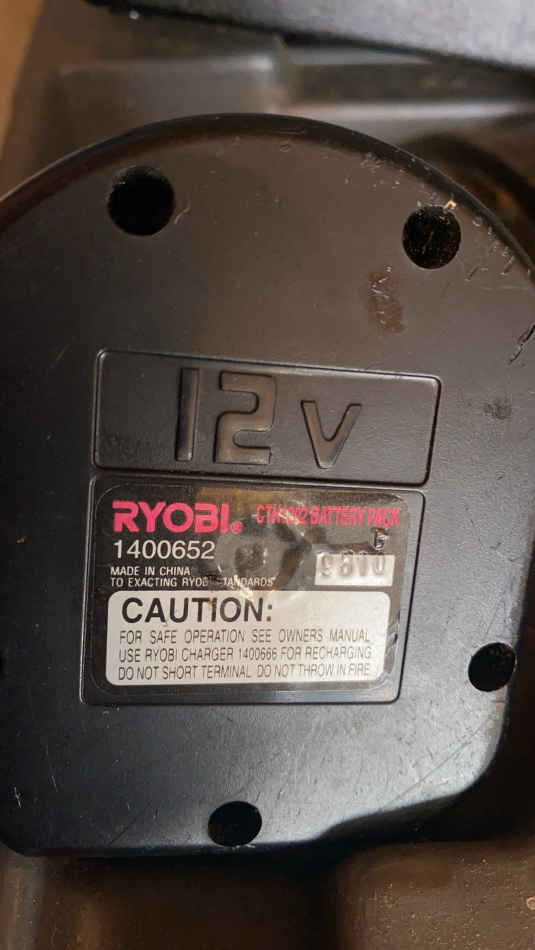 12V
RYOBI® BATTERY PACK
1400652
9810
MADE IN CHINA
TO EXACTING RYOBI STANDARDS
CAUTION:
FOR SAFE OPERATION SEE OWNERS MANUAL
USE RYOBI CHARGER 1400666 FOR RECHARGING
DO NOT SHORT TERMINAL DO NOT THROW IN FIRE